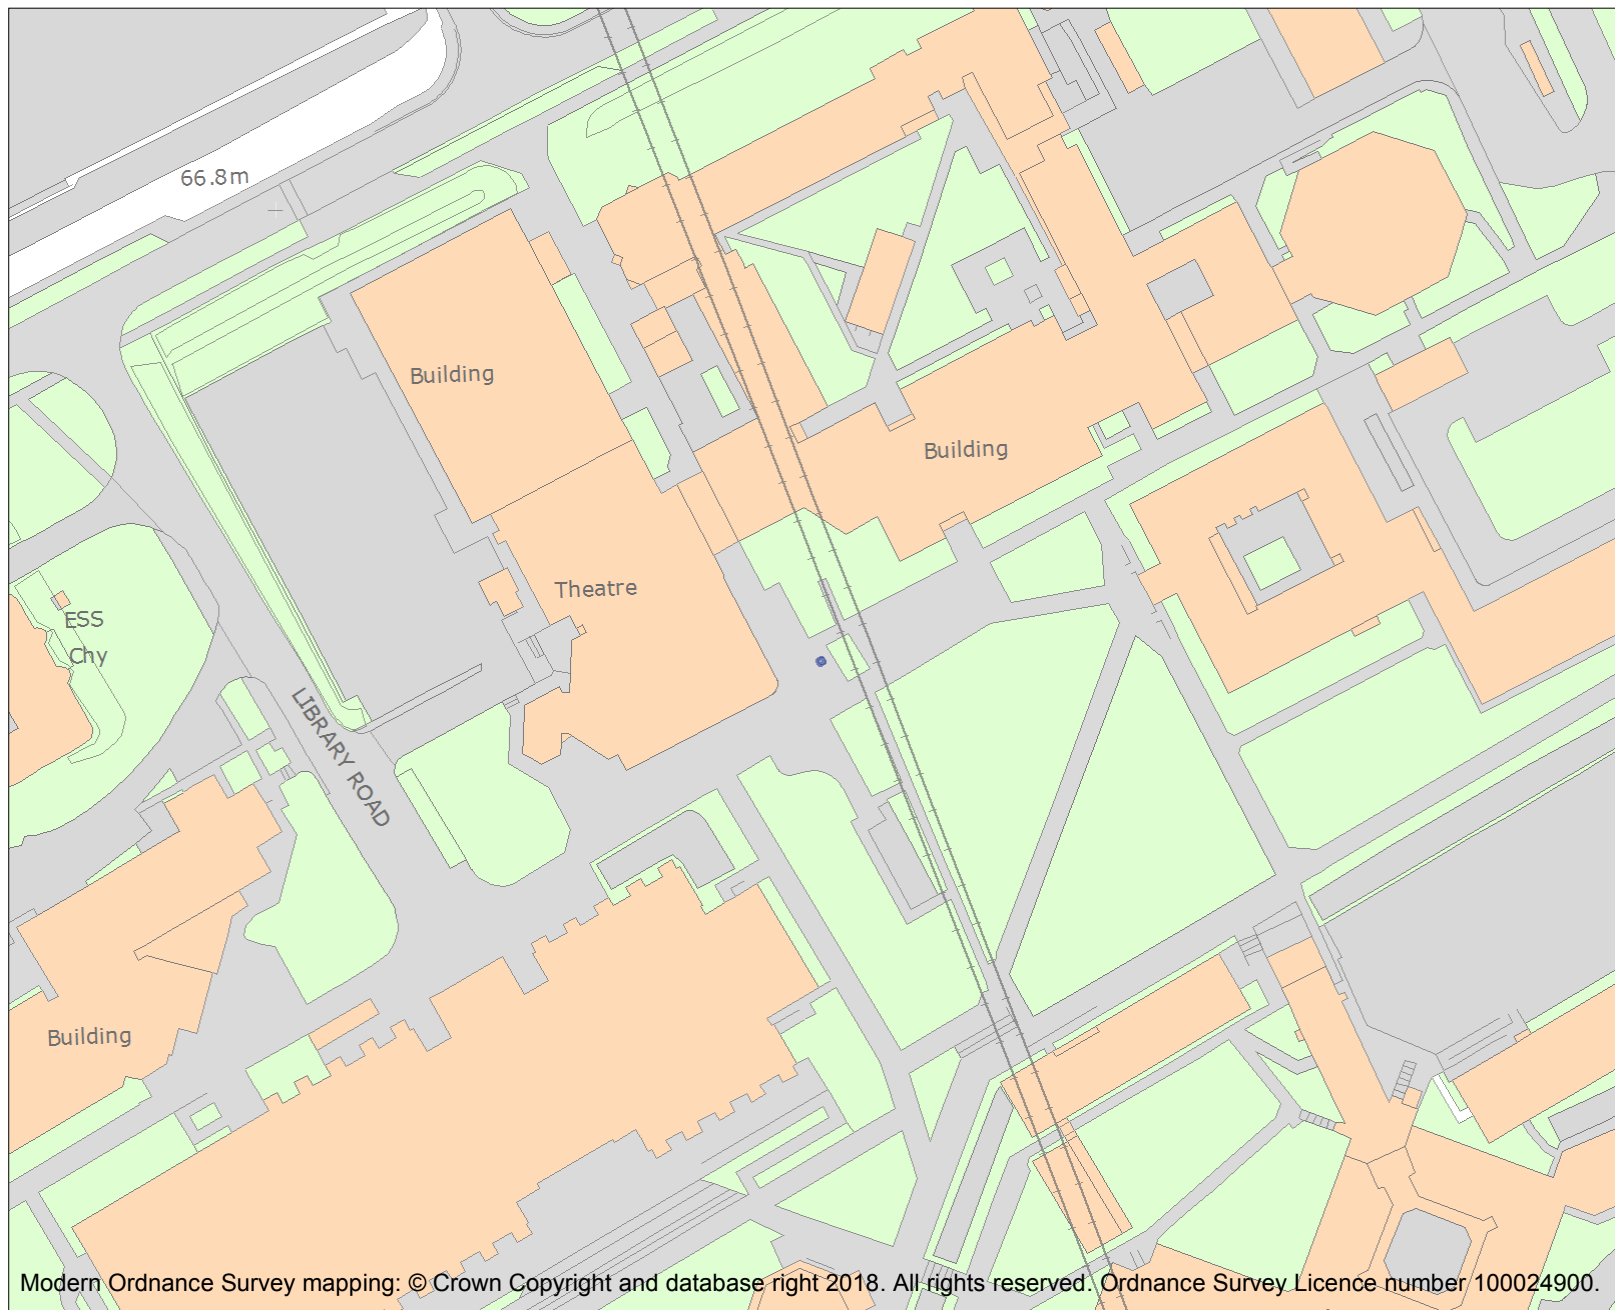 66.8m
Building
Building
Theatre
ESS
Chy
LIBRARY ROAD
Building
Modern Ordnance Survey mapping: © Crown Copyright and database right 2018. All rights reserved. Ordnance Survey Licence number 100024900.